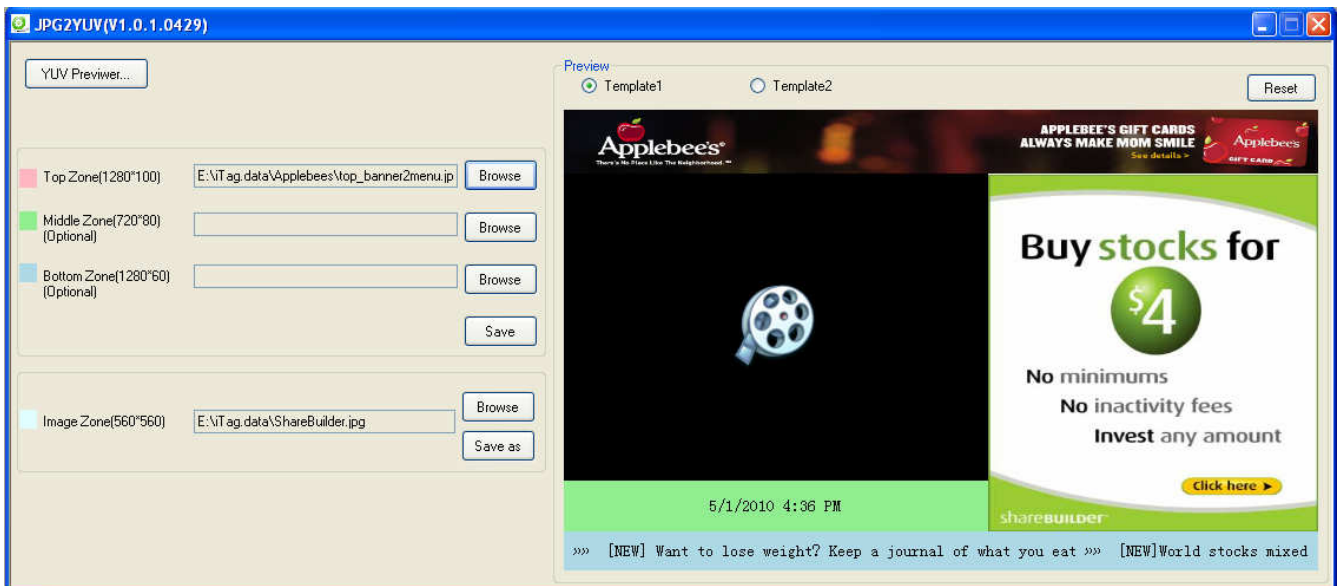 JPG2YUV(V1.0.1.0429)
YUV Previwer...
Top Zone(1280*100)
E:\iTag.data\Applebees\top_banner2menu.jp
Browse
Middle Zone(720*80)
(Optional)
Browse
Bottom Zone(1280*60)
(Optional)
Browse
Save
Image Zone(560*560)
E:\iTag.data\ShareBuilder.jpg
Browse
Save as
Preview
Template1
Template2
Reset
Applebee's®
There's No Place Like The Neighborhood.™
APPLEBEE'S GIFT CARDS
ALWAYS MAKE MOM SMILE
See details >
Applebee's
GIFT CARD
Buy stocks for
$4
No minimums
No inactivity fees
Invest any amount
Click here ►
shareBUILDER™
5/1/2010 4:36 PM
»» [NEW] Want to lose weight? Keep a journal of what you eat »» [NEW]World stocks mixed